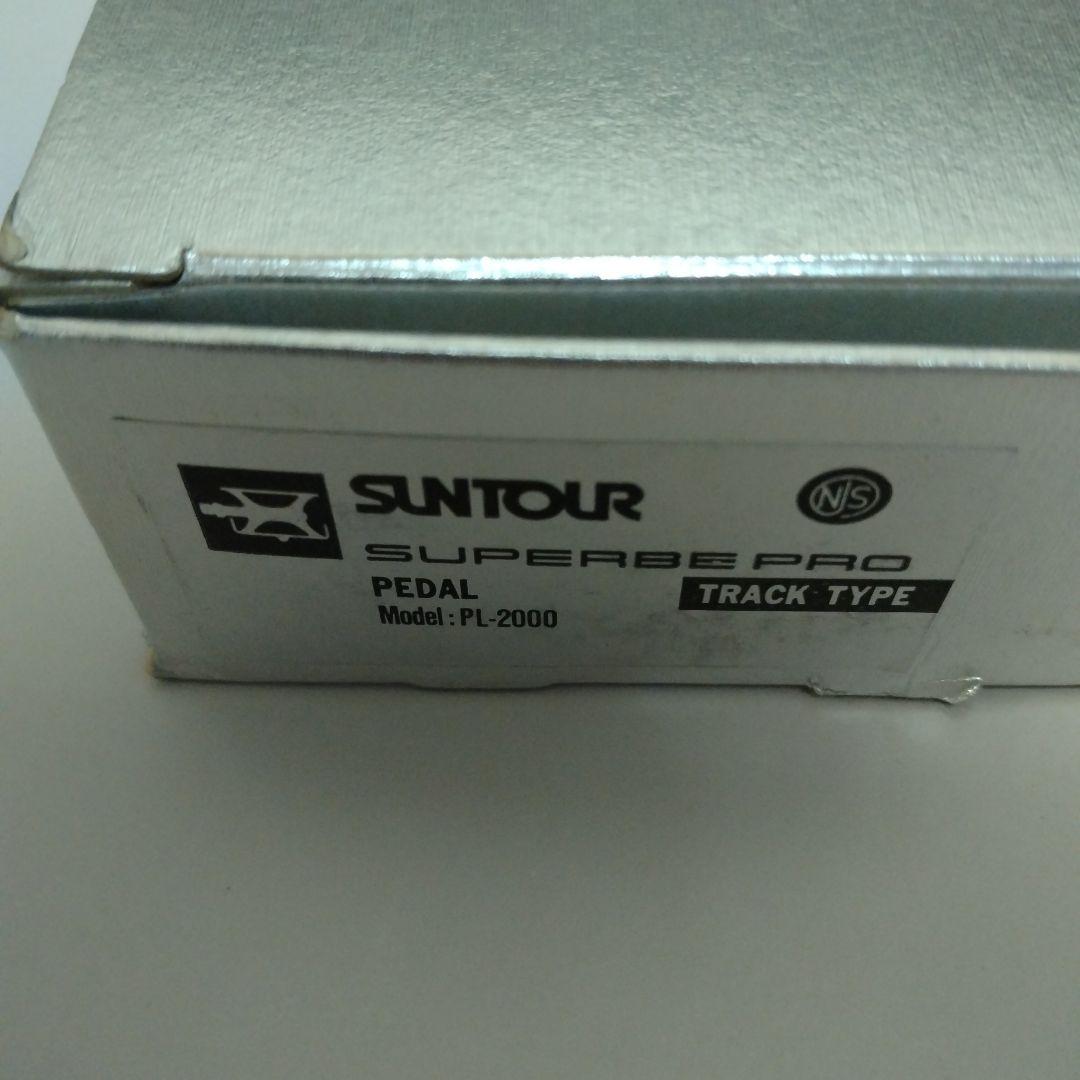 SUNTOUR
NJS
SUPERBE PRO
PEDAL
TRACK TYPE
Model : PL-2000